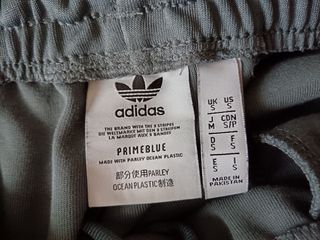 adidas
THE BRAND WITH THE 3 STRIPES
DIE WELTMARKE MIT DEN 3 STREIFEN
LA MARQUE AUX 3 BANDES
PRIMEBLUE
MADE WITH PARLEY OCEAN PLASTIC
部分使用PARLEY
OCEAN PLASTIC制造
UK S US S
J M CDN S/P
D S F S
E S I S
MADE IN
PAKISTAN